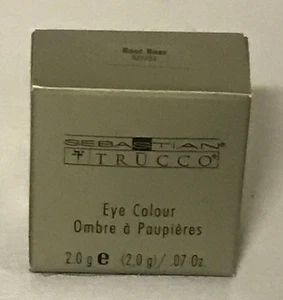 SEBASTIAN®
TRUCCO®
Eye Colour
Ombre à Paupières
2.0 g e (2,0 g)/ .07 Oz.